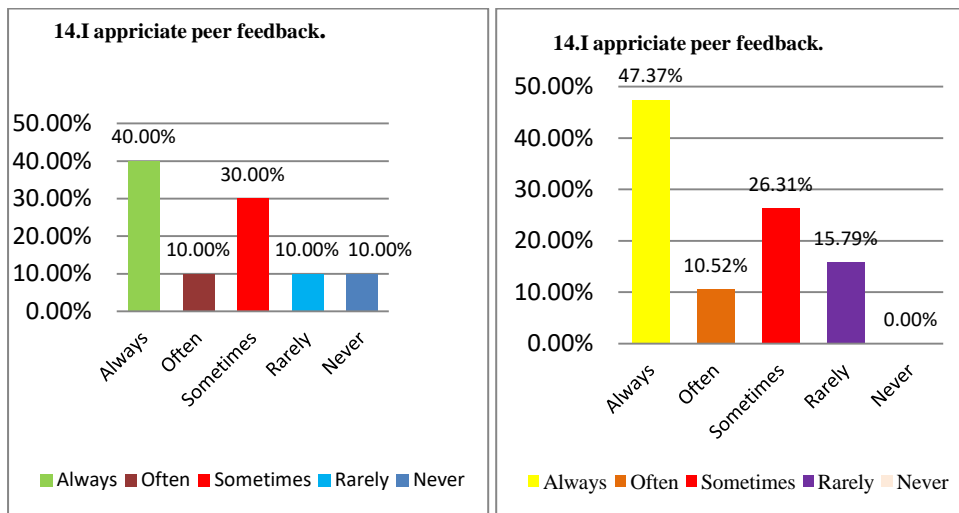 14.I appriciate peer feedback.
50.00%
40.00%
30.00%
20.00%
10.00%
0.00%
40.00%
10.00%
30.00%
10.00%
10.00%
Always
Often
Sometimes
Rarely
Never
Always Often Sometimes Rarely Never
14.I appriciate peer feedback.
50.00%
40.00%
30.00%
20.00%
10.00%
0.00%
47.37%
10.52%
26.31%
15.79%
0.00%
Always
Often
Sometimes
Rarely
Never
Always Often Sometimes Rarely Never